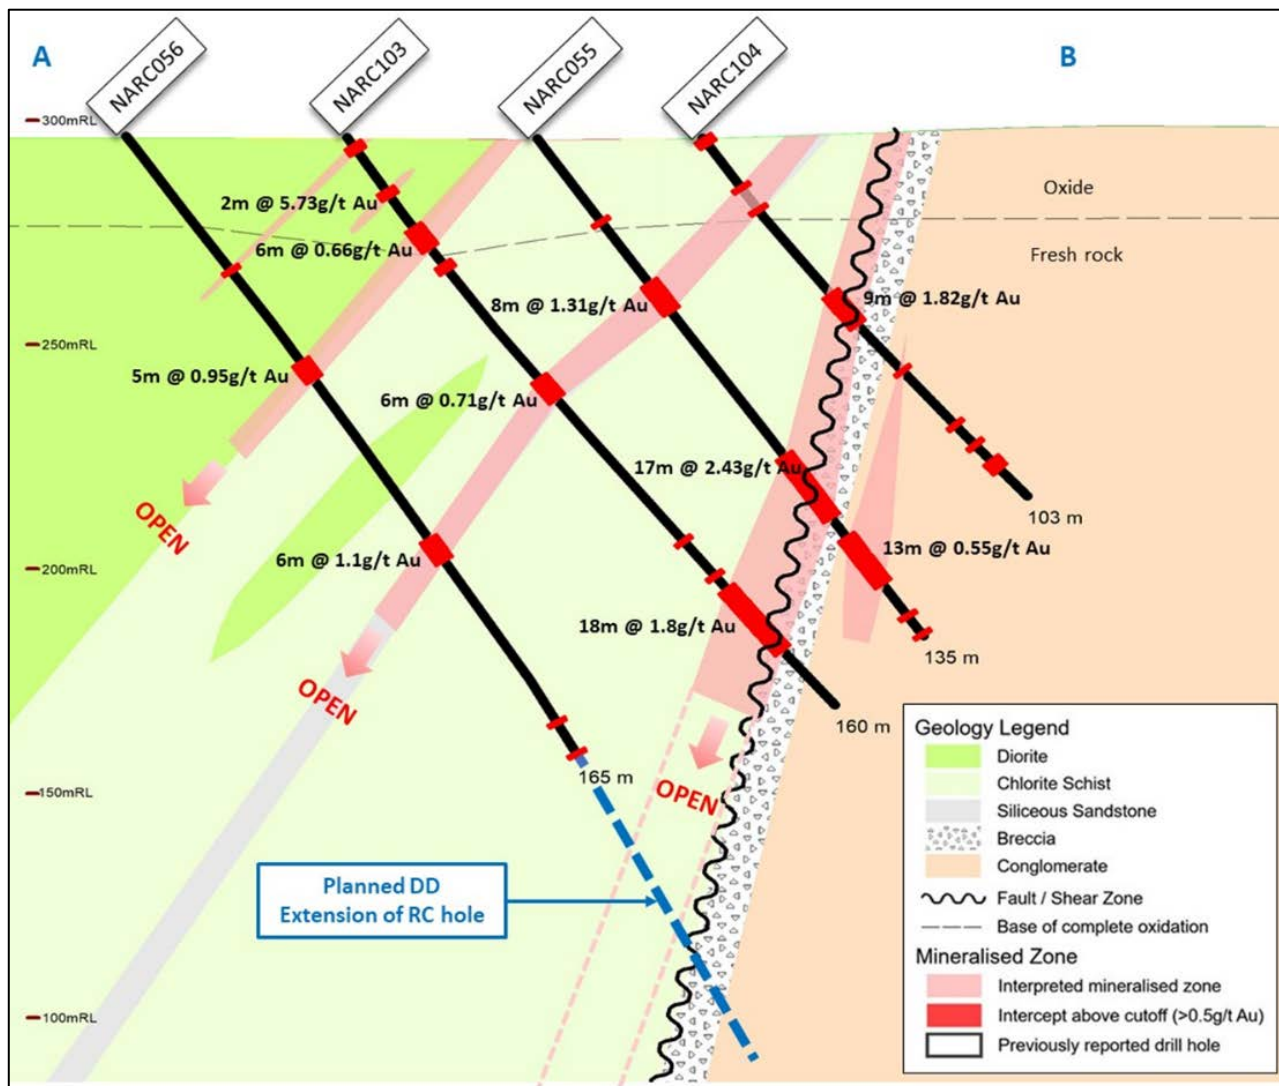 A
B
NARC056
NARC103
NARC055
NARC104
300mRL
Oxide
2m @ 5.73g/t Au
6m @ 0.66g/t Au
Fresh rock
8m @ 1.31g/t Au
9m @ 1.82g/t Au
250mRL
5m @ 0.95g/t Au
6m @ 0.71g/t Au
17m @ 2.43g/t Au
OPEN
103 m
6m @ 1.1g/t Au
13m @ 0.55g/t Au
200mRL
18m @ 1.8g/t Au
135 m
OPEN
160 m
165 m
OPEN
150mRL
Planned DD
Extension of RC hole
100mRL
Geology Legend
Diorite
Chlorite Schist
Siliceous Sandstone
Breccia
Conglomerate
Fault / Shear Zone
Base of complete oxidation
Mineralised Zone
Interpreted mineralised zone
Intercept above cutoff (>0.5g/t Au)
Previously reported drill hole